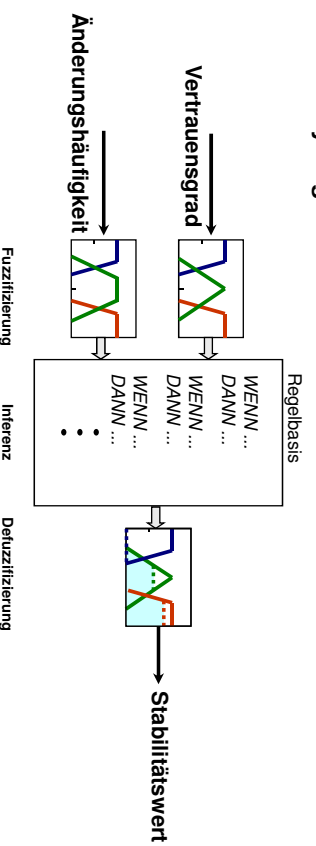 Regelbasis
Vertrauensgrad
WENN ...
DANN ...
WENN ...
DANN ...
WENN ...
DANN ...
• • •
Änderungshäufigkeit
Stabilitätswert
Fuzzifizierung
Inferenz
Defuzzifizierung